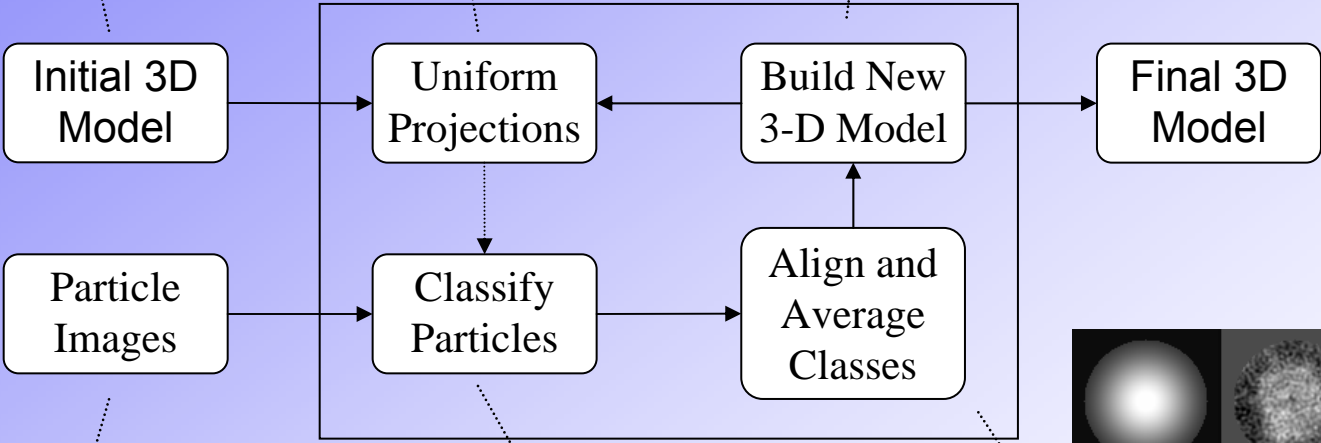 Initial 3D
Model
Uniform
Projections
Build New
3-D Model
Final 3D
Model
Particle
Images
Classify
Particles
Align and
Average
Classes